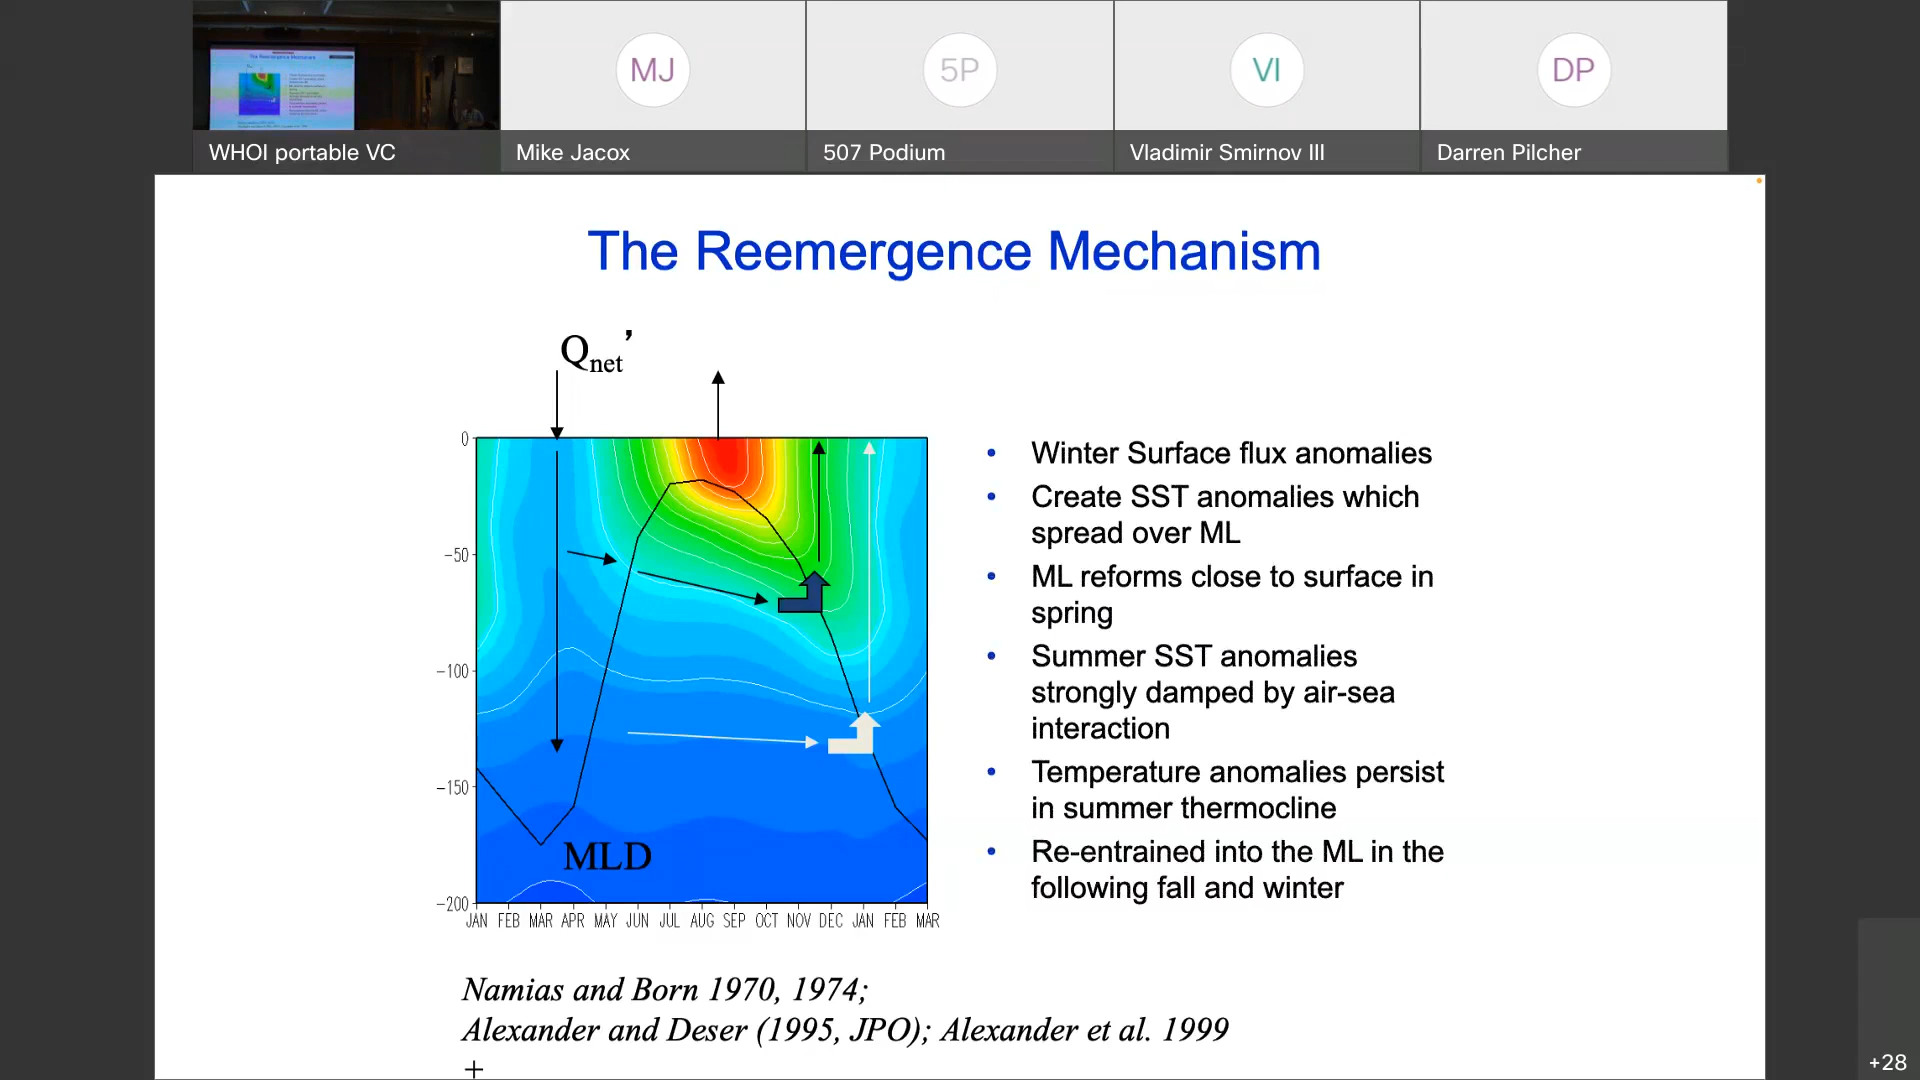 MJ
5P
VI
DP
WHOI portable VC
Mike Jacox
507 Podium
Vladimir Smirnov III
Darren Pilcher
The Reemergence Mechanism
Qnet’
0
−50
−100
−150
−200
MLD
JAN FEB MAR APR MAY JUN JUL AUG SEP OCT NOV DEC JAN FEB MAR
• Winter Surface flux anomalies
• Create SST anomalies which
spread over ML
• ML reforms close to surface in
spring
• Summer SST anomalies
strongly damped by air-sea
interaction
• Temperature anomalies persist
in summer thermocline
• Re-entrained into the ML in the
following fall and winter
Namias and Born 1970, 1974;
Alexander and Deser (1995, JPO); Alexander et al. 1999
+
+28